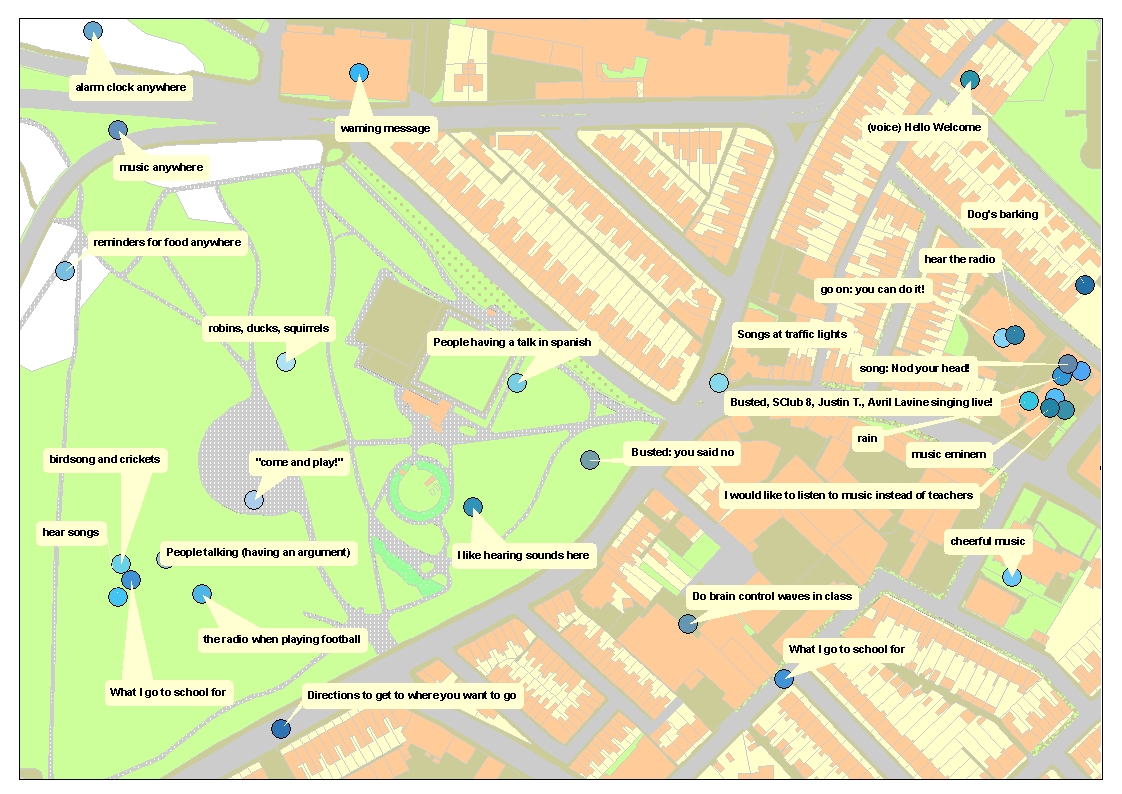 alarm clock anywhere
warning message
(voice) Hello Welcome
music anywhere
Dog's barking
reminders for food anywhere
hear the radio
go on: you can do it!
robins, ducks, squirrels
Songs at traffic lights
People having a talk in spanish
song: Nod your head!
Busted, SClub 8, Justin T., Avril Lavine singing live!
rain
Busted: you said no
music eminem
birdsong and crickets
"come and play!"
I would like to listen to music instead of teachers
hear songs
cheerful music
People talking (having an argument)
I like hearing sounds here
Do brain control waves in class
the radio when playing football
What I go to school for
What I go to school for
Directions to get to where you want to go